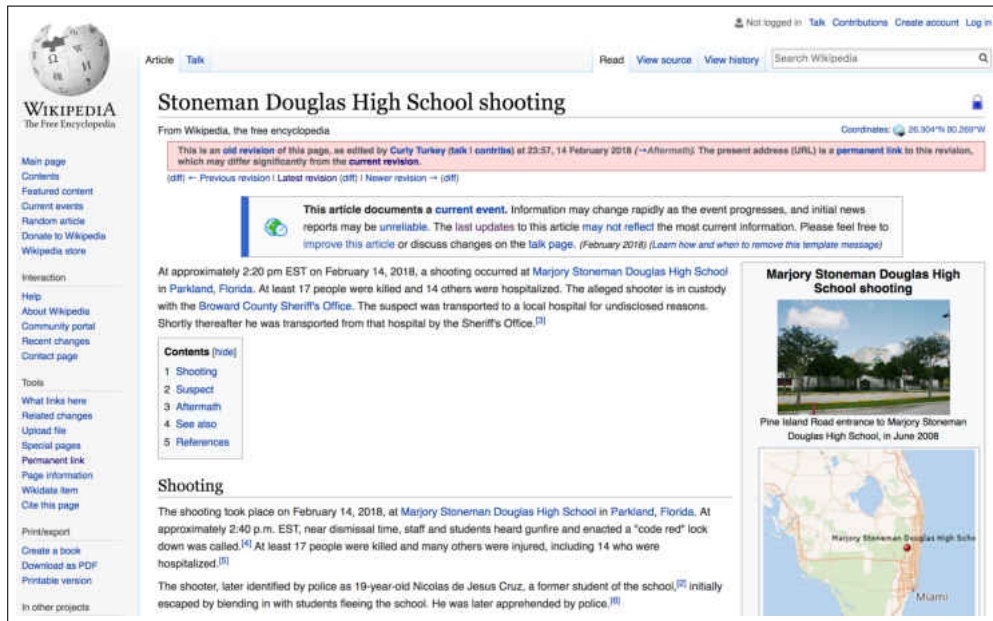 Not logged in Talk Contributions Create account Log in
Article Talk
Read View source View history Search Wikipedia
WIKIPEDIA
The Free Encyclopedia
Main page
Contents
Featured content
Current events
Random article
Donate to Wikipedia
Wikipedia store
Interaction
Help
About Wikipedia
Community portal
Recent changes
Contact page
Tools
What links here
Related changes
Upload file
Special pages
Permanent link
Page information
Wikidata item
Cite this page
Print/export
Create a book
Download as PDF
Printable version
In other projects
Stoneman Douglas High School shooting
From Wikipedia, the free encyclopedia
Coordinates: 26.304°N 80.269°W
This is an old revision of this page, as edited by Curly Turkey (talk | contribs) at 23:57, 14 February 2018 (→Aftermath). The present address (URL) is a permanent link to this revision,
which may differ significantly from the current revision.
(diff) ← Previous revision | Latest revision (diff) | Newer revision → (diff)
This article documents a current event. Information may change rapidly as the event progresses, and initial news
reports may be unreliable. The last updates to this article may not reflect the most current information. Please feel free to
improve this article or discuss changes on the talk page. (February 2018) (Learn how and when to remove this template message)
At approximately 2:20 pm EST on February 14, 2018, a shooting occurred at Marjory Stoneman Douglas High School
in Parkland, Florida. At least 17 people were killed and 14 others were hospitalized. The alleged shooter is in custody
with the Broward County Sheriff's Office. The suspect was transported to a local hospital for undisclosed reasons.
Shortly thereafter he was transported from that hospital by the Sheriff's Office.[3]
Contents [hide]
1 Shooting
2 Suspect
3 Aftermath
4 See also
5 References
Shooting
The shooting took place on February 14, 2018, at Marjory Stoneman Douglas High School in Parkland, Florida. At
approximately 2:40 p.m. EST, near dismissal time, staff and students heard gunfire and enacted a "code red" lock
down was called.[4] At least 17 people were killed and many others were injured, including 14 who were
hospitalized.[5]
The shooter, later identified by police as 19-year-old Nicolas de Jesus Cruz, a former student of the school,[2] initially
escaped by blending in with students fleeing the school. He was later apprehended by police.[6]
Marjory Stoneman Douglas High
School shooting
Pine Island Road entrance to Marjory Stoneman
Douglas High School, in June 2008
Marjory Stoneman Douglas High Scho
Miami